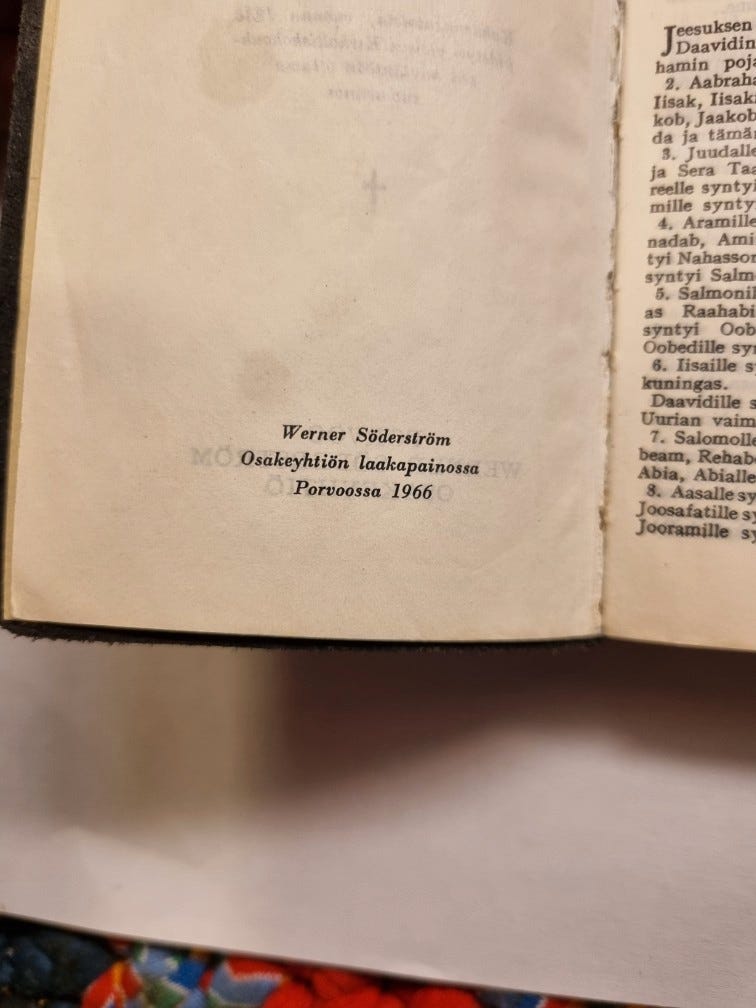 Werner Söderström
Osakeyhtiön laakapainossa
Porvoossa 1966
Jeesuksen
Daavidin
hamin poja
2. Aabraha
Iisak, Iisak
kob, Jaakob
da ja tämä
3. Juudalle
ja Sera Taa
reelle syntyi
mille synty
4. Aramille
nadab, Ami
tyi Nahasson
syntyi Salm
5. Salmonil
as Raahabi
syntyi Oob
Oobedille syn
6. Iisaille s
kuningas.
Daavidille s
Uurian vaim
7. Salomolle
beam, Rehab
Abia, Abialle
8. Aasalle sy
Joosafatille sy
Jooramille sy